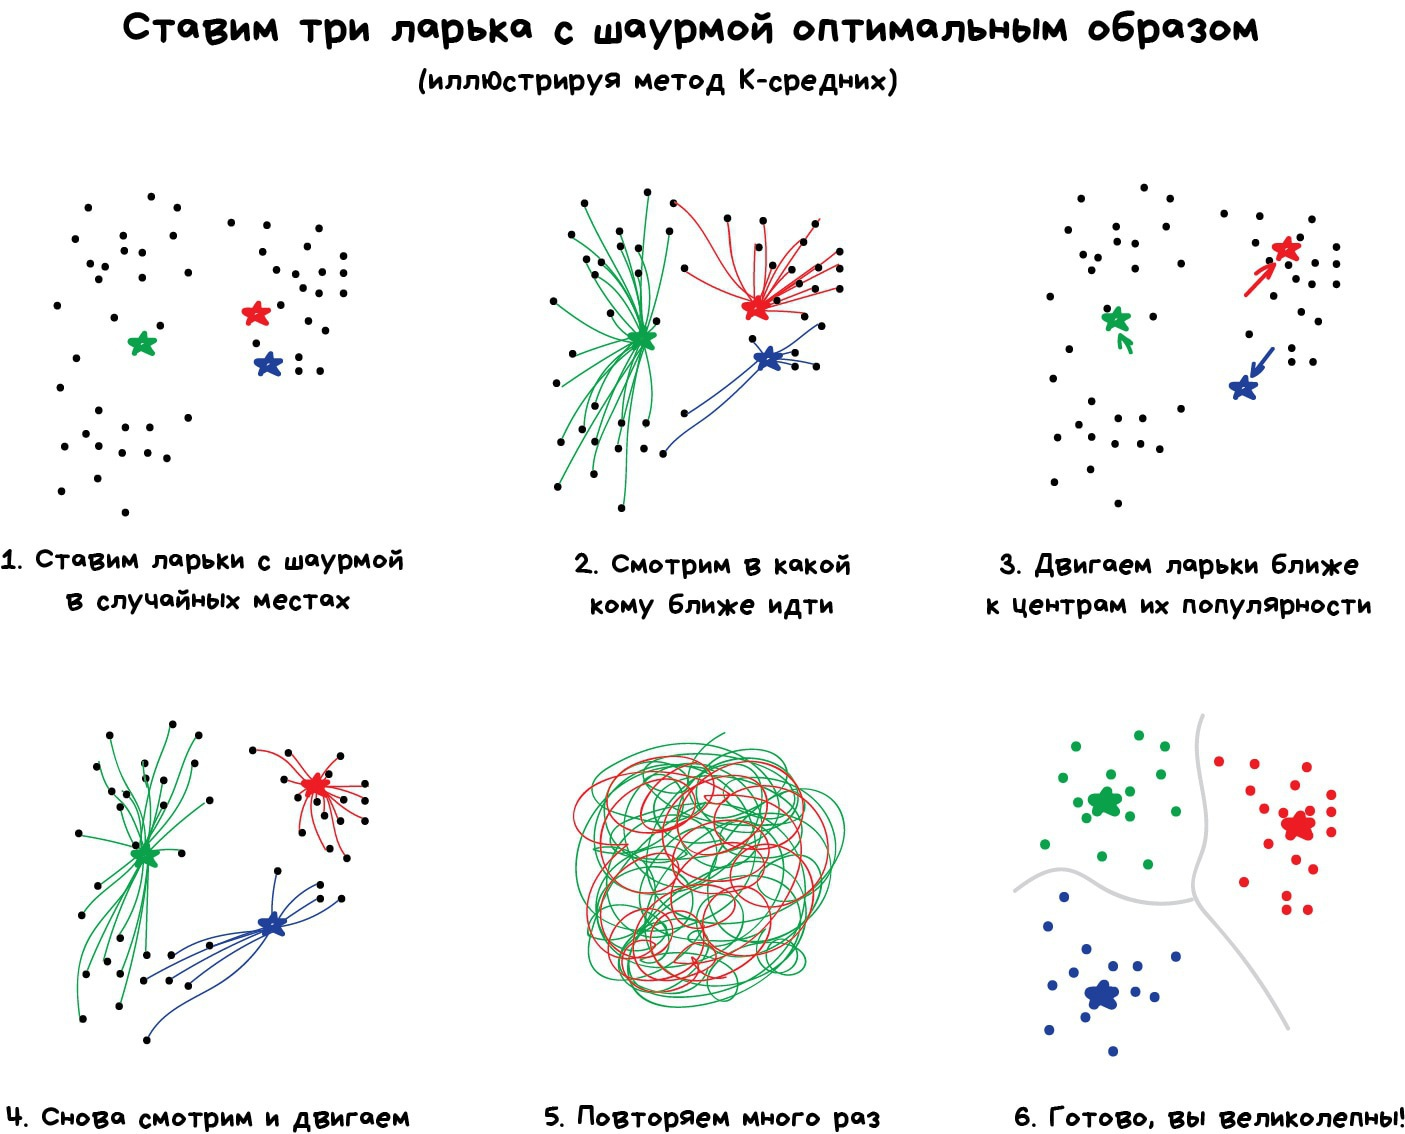 Ставим три ларька с шаурмой оптимальным образом
(иллюстрируя метод К-средних)
1. Ставим ларьки с шаурмой
в случайных местах
2. Смотрим в какой
кому ближе идти
3. Двигаем ларьки ближе
к центрам их популярности
4. Снова смотрим и двигаем
5. Повторяем много раз
6. Готово, вы великолепны!